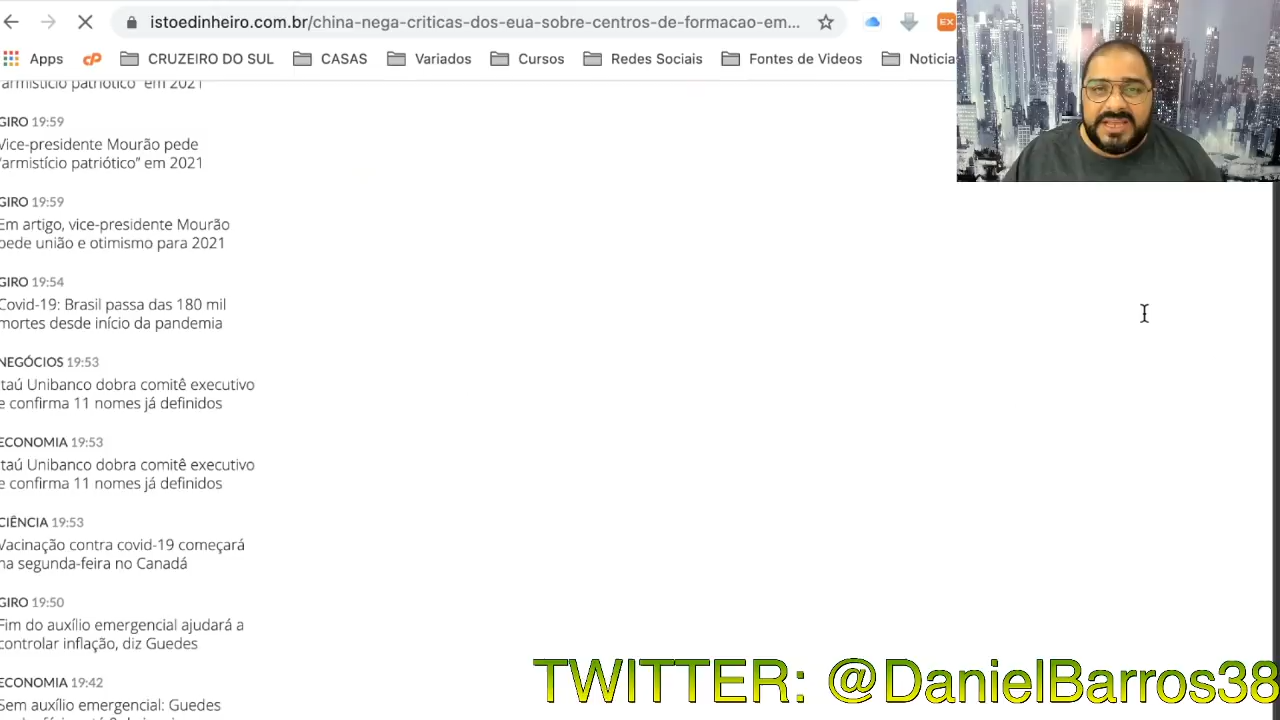 istoedinheiro.com.br/china-nega-criticas-dos-eua-sobre-centros-de-formacao-em...
EX
Apps
cP
CRUZEIRO DO SUL
CASAS
Variados
Cursos
Redes Sociais
Fontes de Videos
Noticia
"armistício patriótico" em 2021
GIRO 19:59
Vice-presidente Mourão pede
"armistício patriótico" em 2021
GIRO 19:59
Em artigo, vice-presidente Mourão
pede união e otimismo para 2021
GIRO 19:54
Covid-19: Brasil passa das 180 mil
mortes desde início da pandemia
NEGÓCIOS 19:53
Itaú Unibanco dobra comitê executivo
e confirma 11 nomes já definidos
ECONOMIA 19:53
Itaú Unibanco dobra comitê executivo
e confirma 11 nomes já definidos
CIÊNCIA 19:53
Vacinação contra covid-19 começará
na segunda-feira no Canadá
GIRO 19:50
Fim do auxílio emergencial ajudará a
controlar inflação, diz Guedes
ECONOMIA 19:42
Sem auxílio emergencial: Guedes
TWITTER: @DanielBarros38